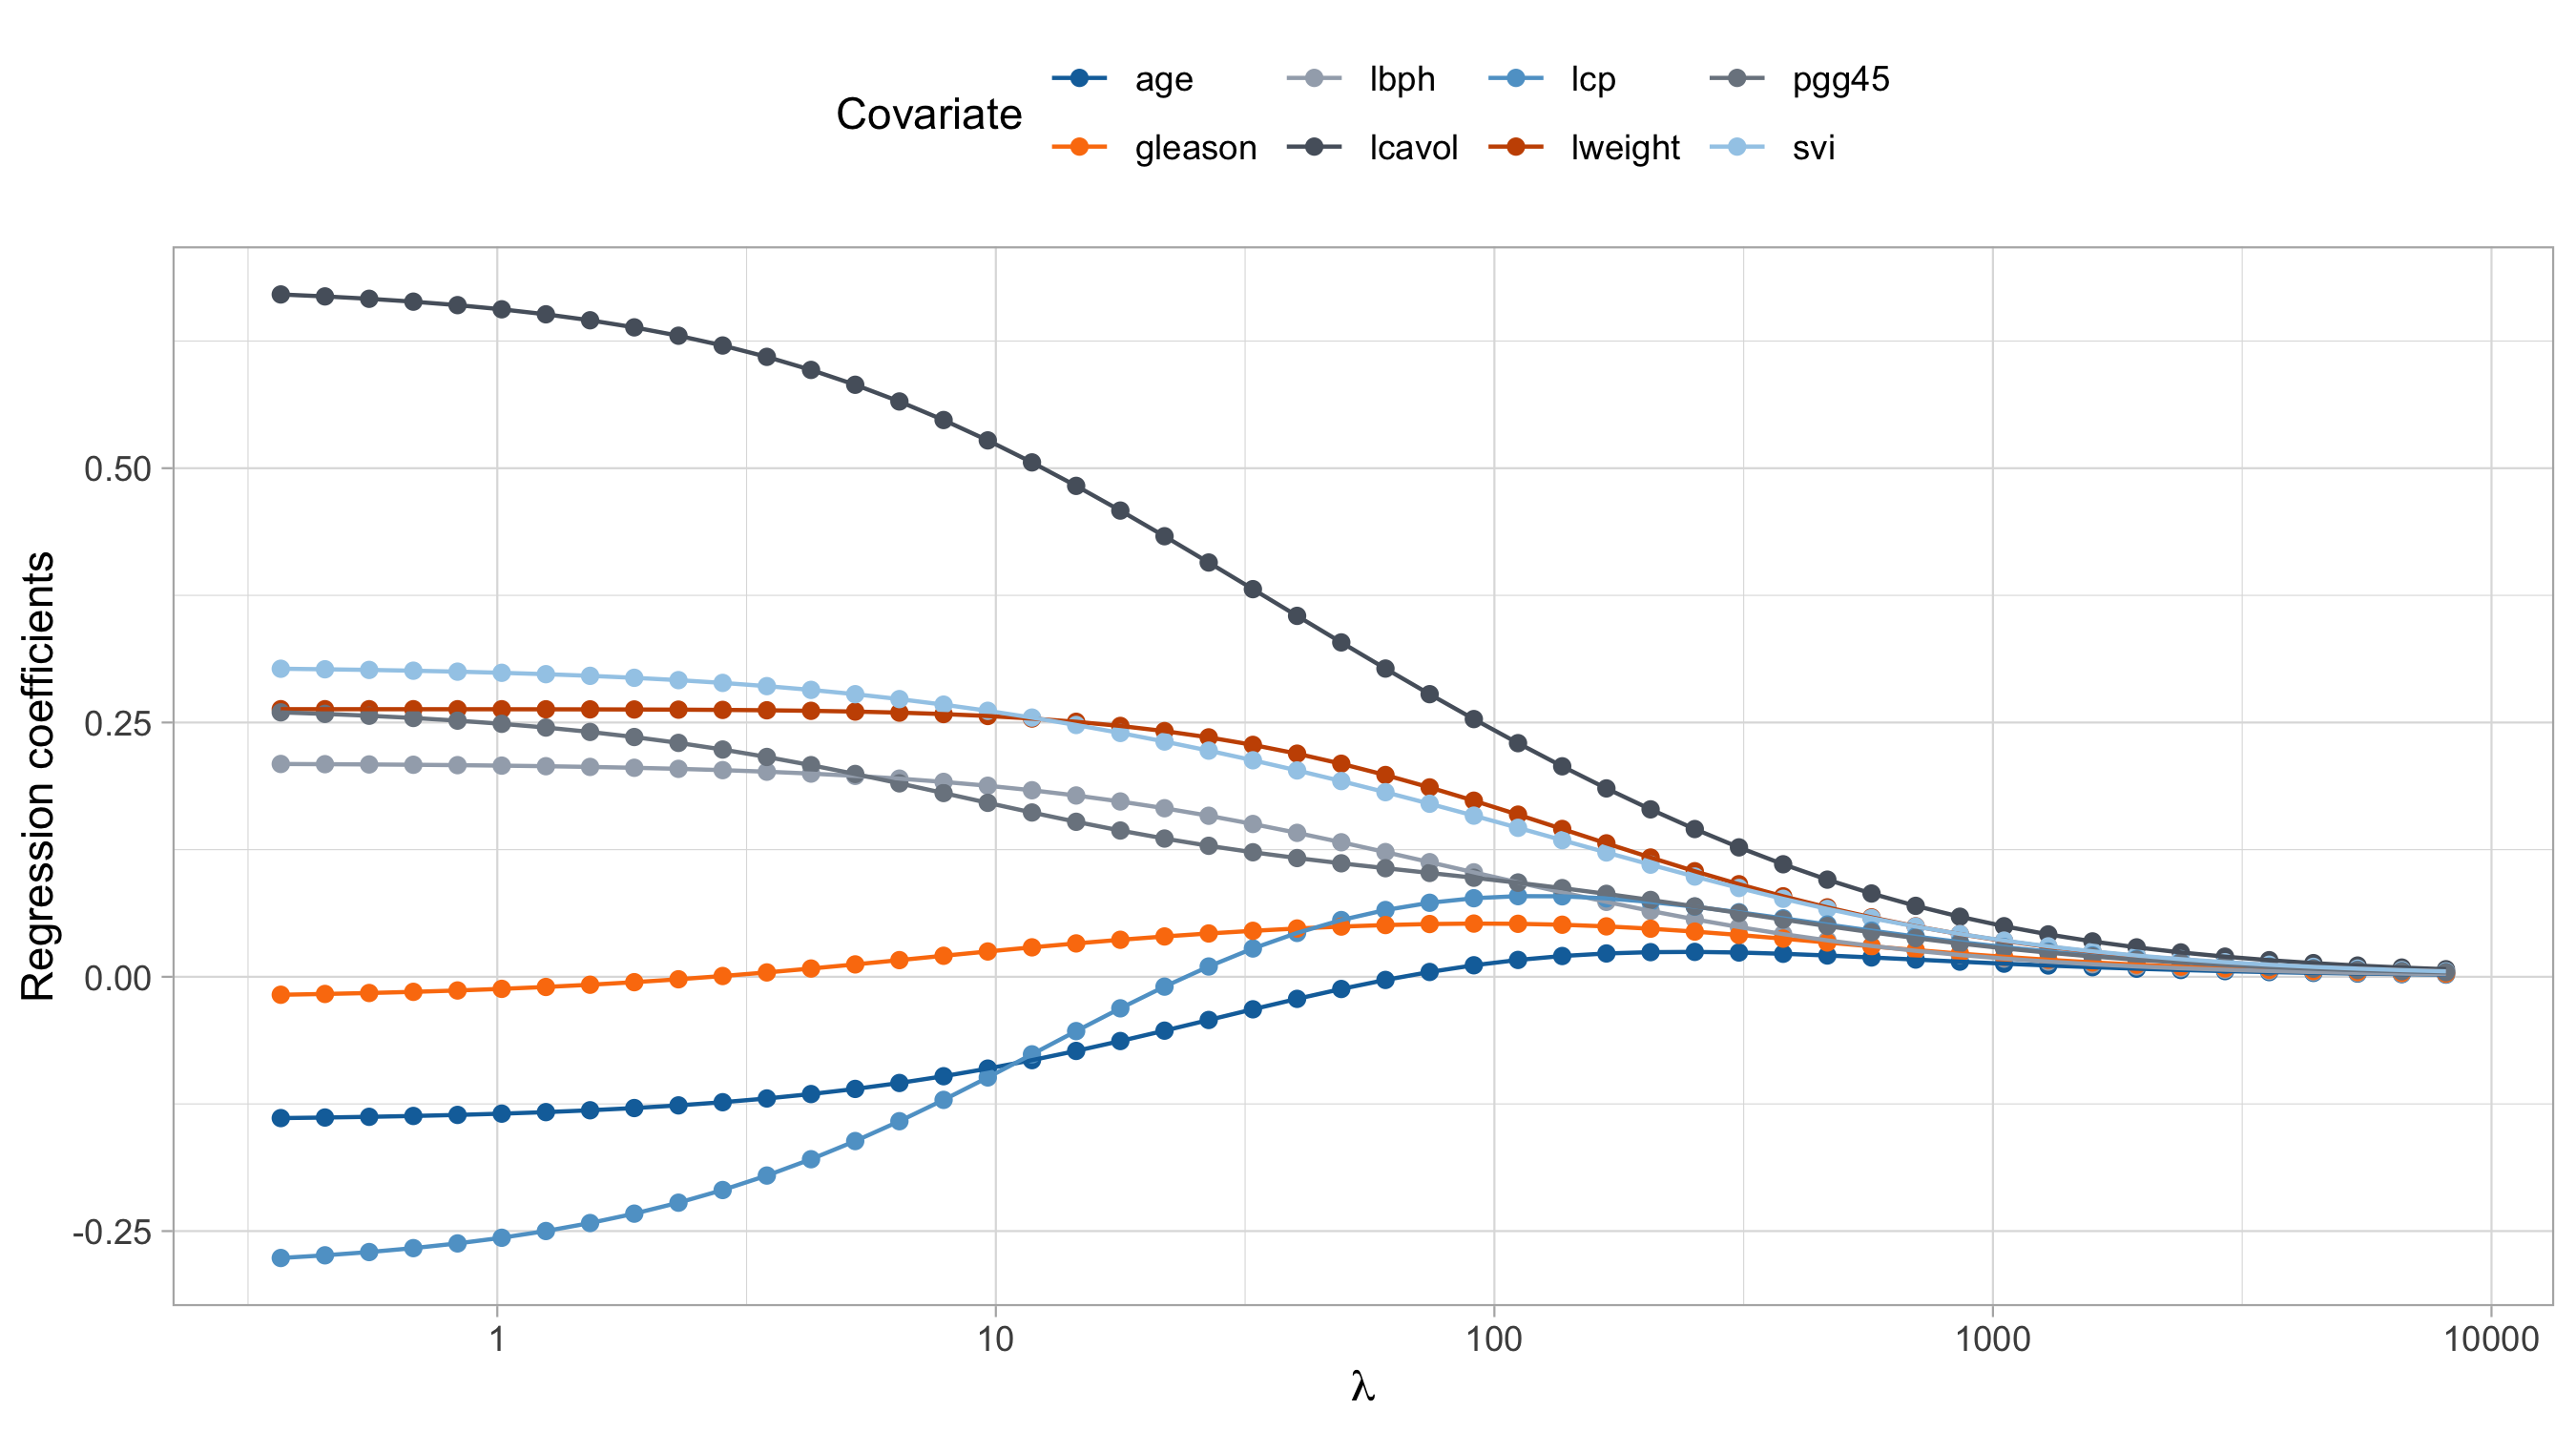 Covariate
age lbph lcp pgg45
gleason lcavol lweight svi
Regression coefficients
0.50
0.25
0.00
-0.25
1 10 100 1000 10000
λ